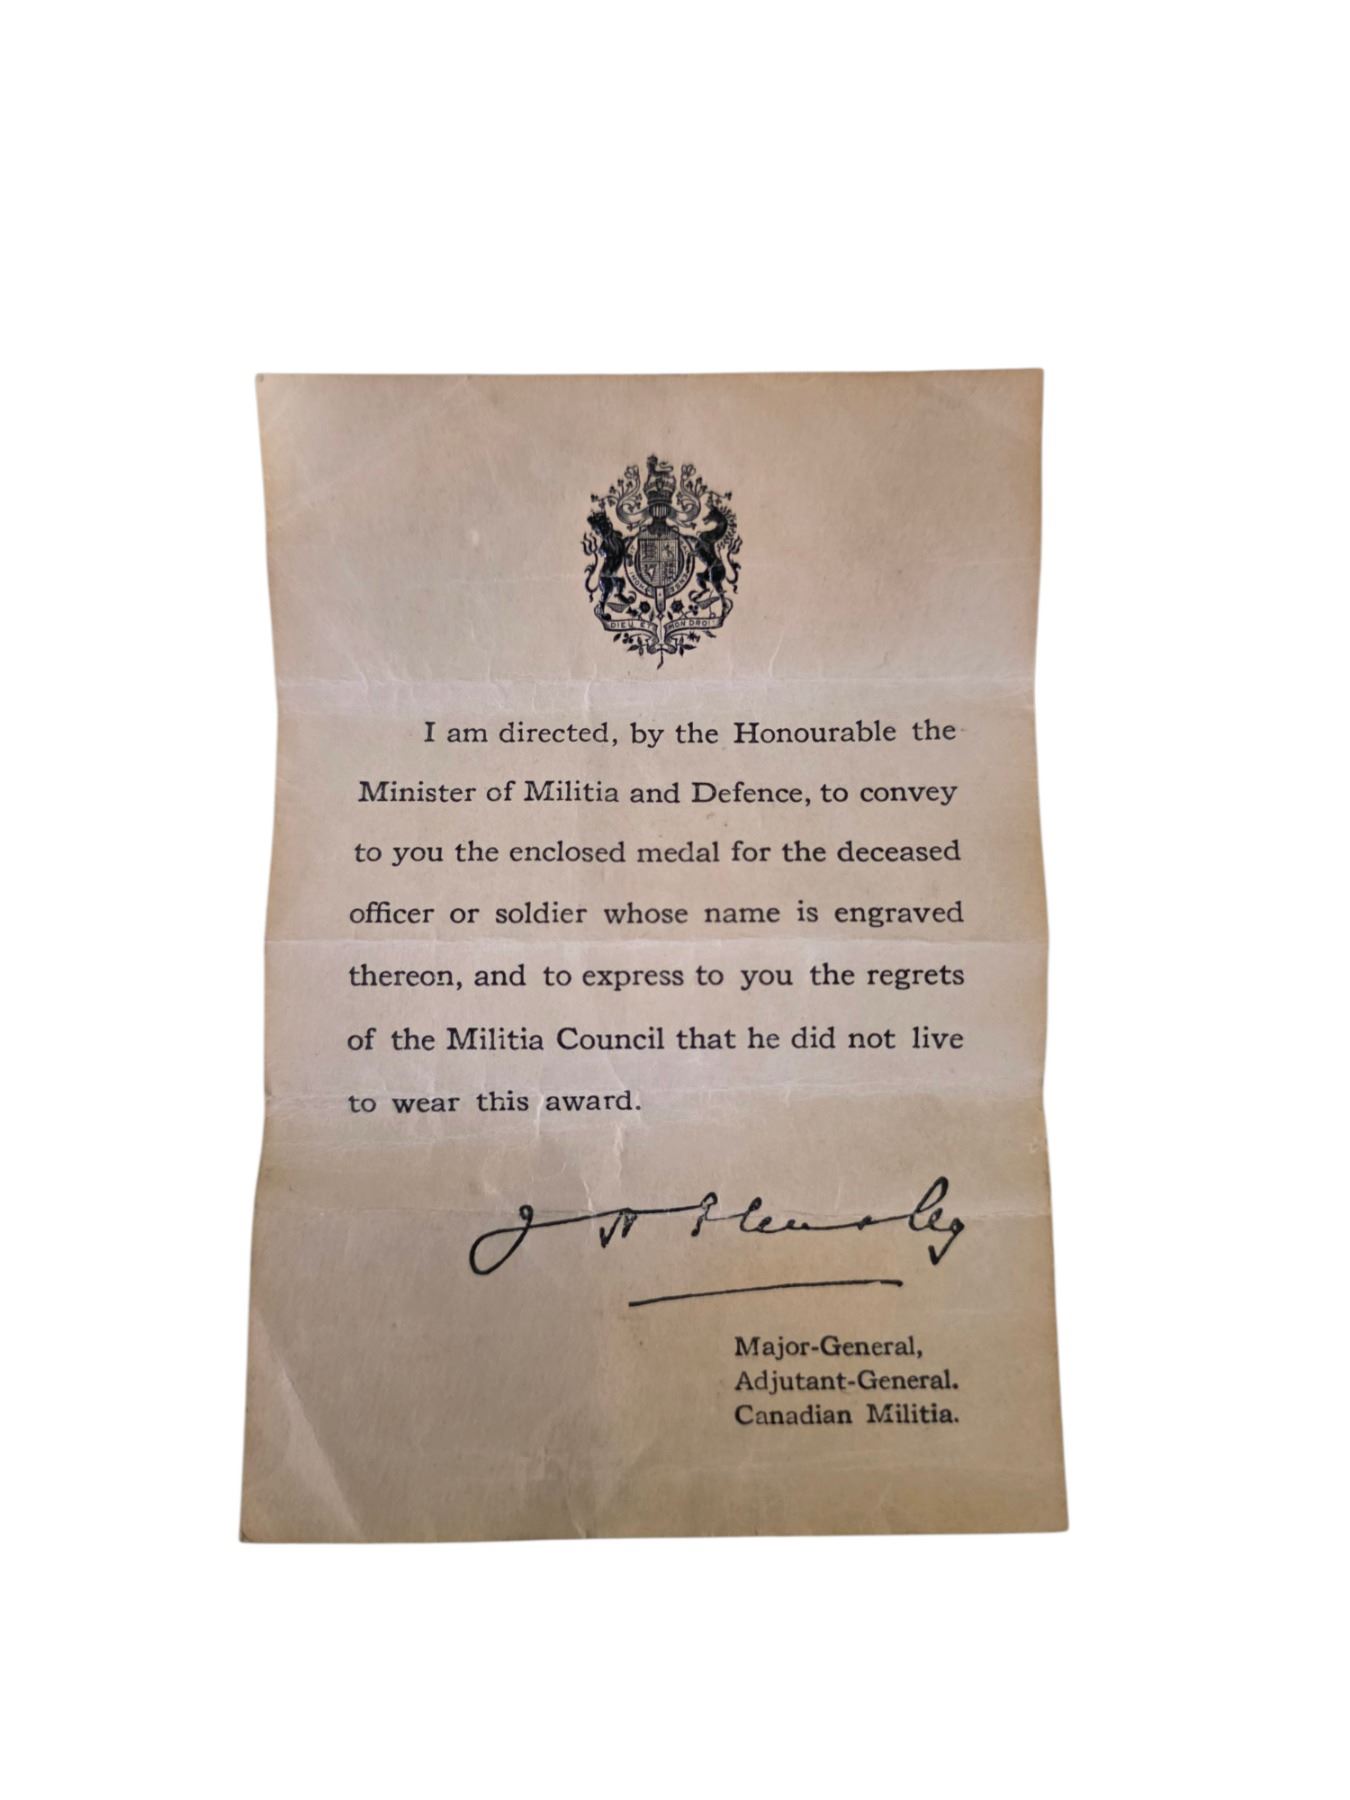 HONI
DIEU ET MON DROIT
I am directed, by the Honourable the
Minister of Militia and Defence, to convey
to you the enclosed medal for the deceased
officer or soldier whose name is engraved
thereon, and to express to you the regrets
of the Militia Council that he did not live
to wear this award.
Major-General,
Adjutant-General.
Canadian Militia.